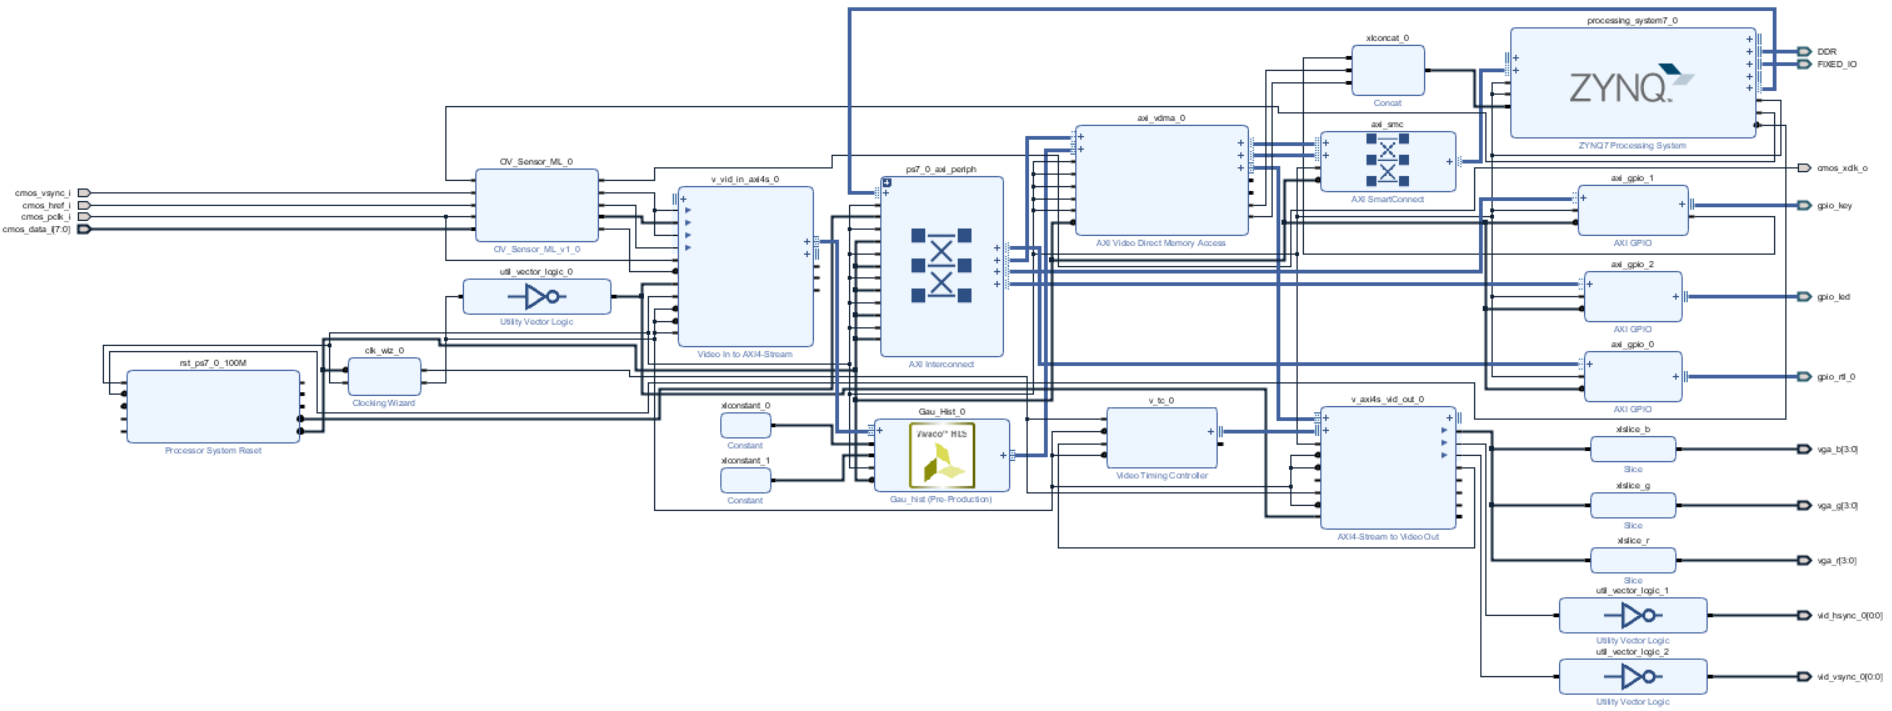 processing_system7_0
ZYNQ
ZYNQ7 Processing System
DDR
FIXED_IO
xlconcat_0
Concat
axi_vdma_0
AXI Video Direct Memory Access
axi_smc
AXI SmartConnect
cmos_xclk_o
OV_Sensor_ML_0
OV_Sensor_ML_v1_0
cmos_vsync_i
cmos_href_i
cmos_pclk_i
cmos_data_i[7:0]
v_vid_in_axi4s_0
Video In to AXI4-Stream
ps7_0_axi_periph
AXI Interconnect
axi_gpio_1
AXI GPIO
gpio_key
util_vector_logic_0
Utility Vector Logic
axi_gpio_2
AXI GPIO
gpio_led
axi_gpio_0
AXI GPIO
gpio_rtl_0
rst_ps7_0_100M
Processor System Reset
clk_wiz_0
Clocking Wizard
xlconstant_0
Constant
xlconstant_1
Constant
Gau_Hist_0
Vivado™ HLS
Gau_hist (Pre-Production)
v_tc_0
Video Timing Controller
v_axi4s_vid_out_0
AXI4-Stream to Video Out
xlslice_b
Slice
vga_b[3:0]
xlslice_g
Slice
vga_g[3:0]
xlslice_r
Slice
vga_r[3:0]
util_vector_logic_1
Utility Vector Logic
vid_hsync_0[0:0]
util_vector_logic_2
Utility Vector Logic
vid_vsync_0[0:0]